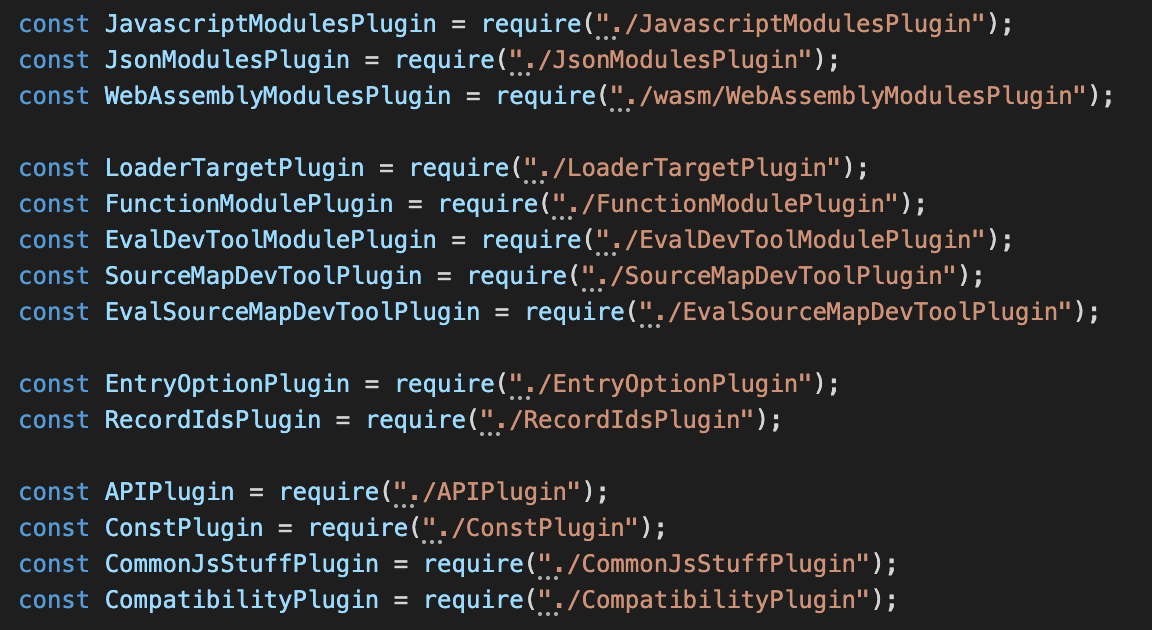 const JavascriptModulesPlugin = require("./JavascriptModulesPlugin");
const JsonModulesPlugin = require("./JsonModulesPlugin");
const WebAssemblyModulesPlugin = require("./wasm/WebAssemblyModulesPlugin");
const LoaderTargetPlugin = require("./LoaderTargetPlugin");
const FunctionModulePlugin = require("./FunctionModulePlugin");
const EvalDevToolModulePlugin = require("./EvalDevToolModulePlugin");
const SourceMapDevToolPlugin = require("./SourceMapDevToolPlugin");
const EvalSourceMapDevToolPlugin = require("./EvalSourceMapDevToolPlugin");
const EntryOptionPlugin = require("./EntryOptionPlugin");
const RecordIdsPlugin = require("./RecordIdsPlugin");
const APIPlugin = require("./APIPlugin");
const ConstPlugin = require("./ConstPlugin");
const CommonJsStuffPlugin = require("./CommonJsStuffPlugin");
const CompatibilityPlugin = require("./CompatibilityPlugin");